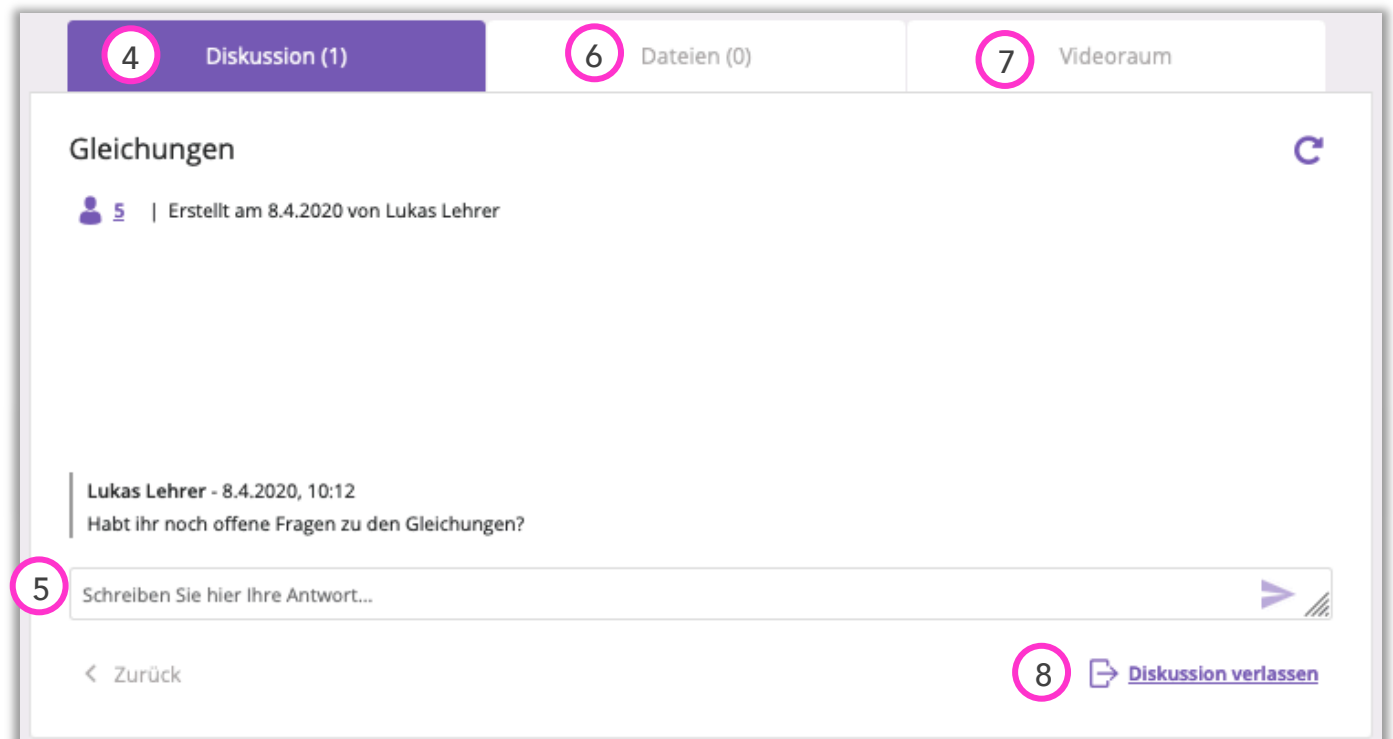 4 Diskussion (1) 6 Dateien (0) 7 Videoraum
Gleichungen
5 | Erstellt am 8.4.2020 von Lukas Lehrer
Lukas Lehrer - 8.4.2020, 10:12
Habt ihr noch offene Fragen zu den Gleichungen?
5 Schreiben Sie hier Ihre Antwort...
< Zurück 8 Diskussion verlassen